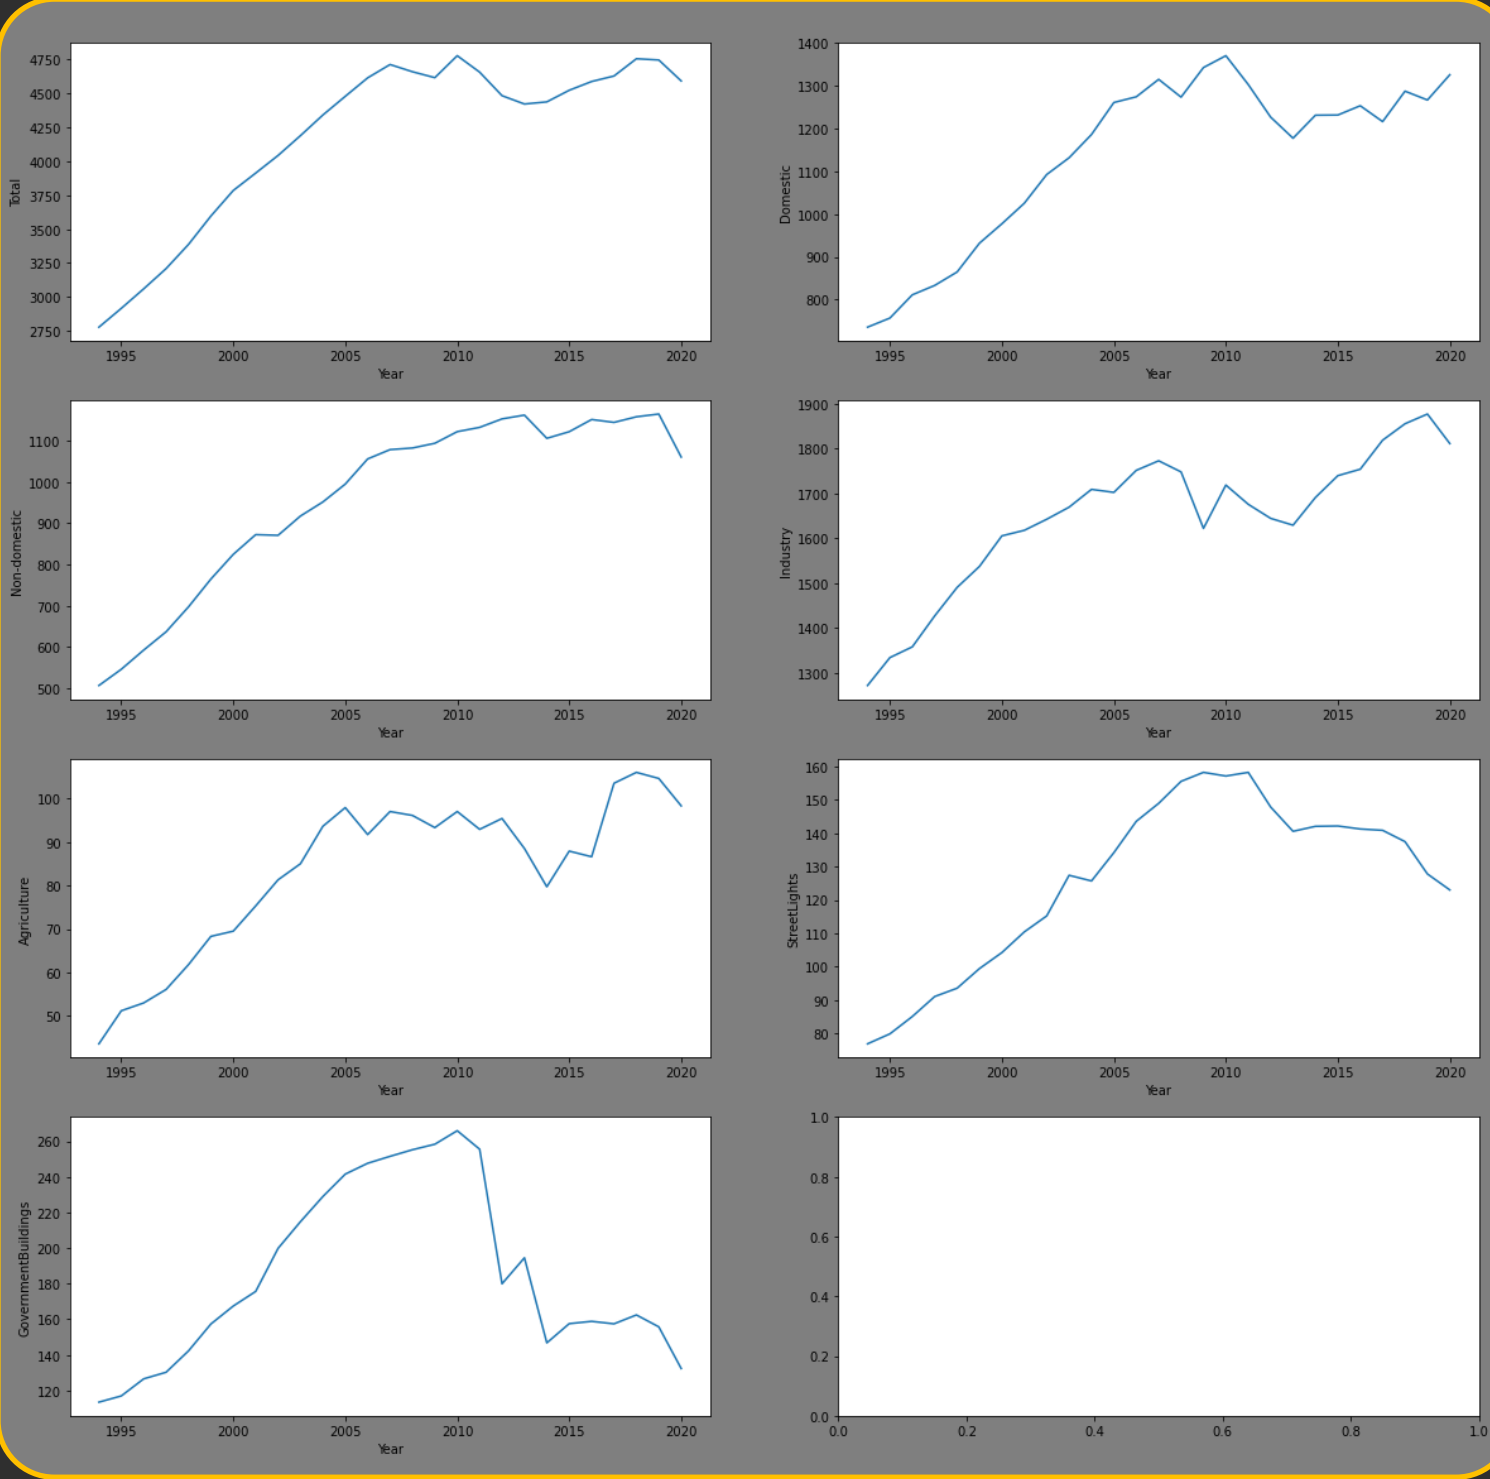 4750
4500
4250
4000
3750
3500
3250
3000
2750
Total
1995 2000 2005 2010 2015 2020
Year
1400
1300
1200
1100
1000
900
800
Domestic
1995 2000 2005 2010 2015 2020
Year
1100
1000
900
800
700
600
500
Non-domestic
1995 2000 2005 2010 2015 2020
Year
1900
1800
1700
1600
1500
1400
1300
Industry
1995 2000 2005 2010 2015 2020
Year
100
90
80
70
60
50
Agriculture
1995 2000 2005 2010 2015 2020
Year
160
150
140
130
120
110
100
90
80
StreetLights
1995 2000 2005 2010 2015 2020
Year
260
240
220
200
180
160
140
120
GovernmentBuildings
1995 2000 2005 2010 2015 2020
Year
1.0
0.8
0.6
0.4
0.2
0.0
0.0 0.2 0.4 0.6 0.8 1.0